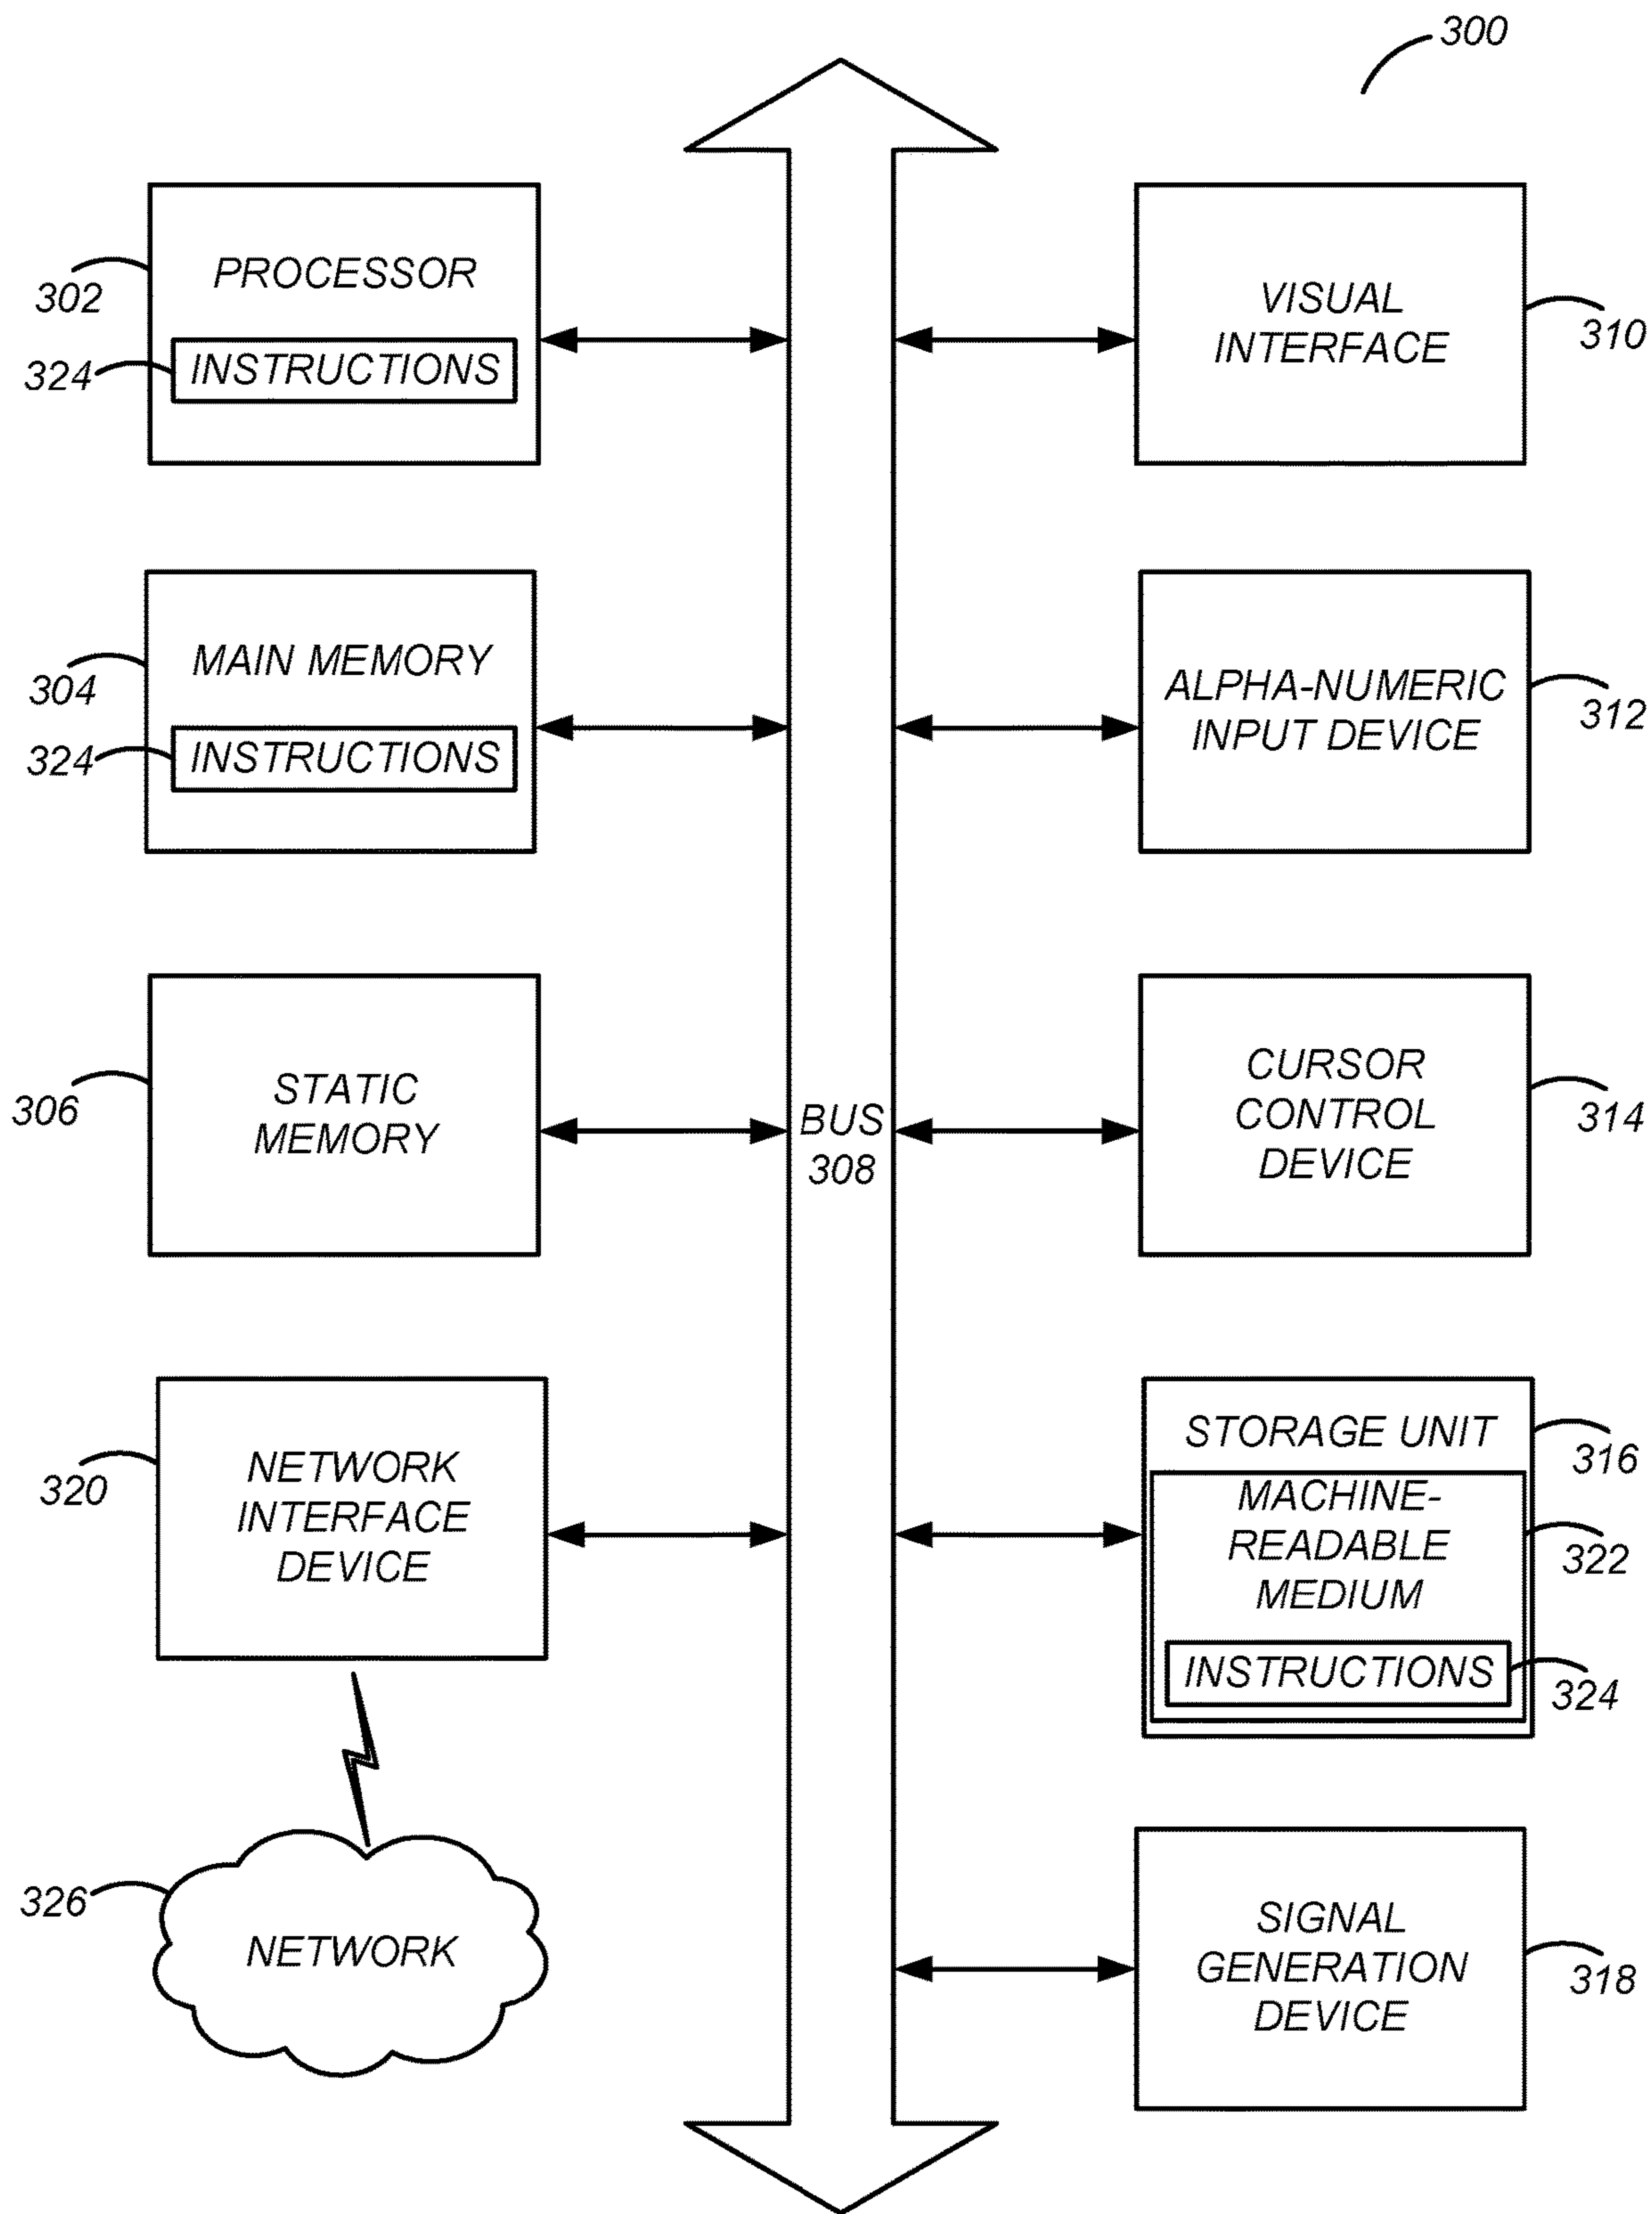 300
PROCESSOR
302
324
INSTRUCTIONS
VISUAL
INTERFACE
310
MAIN MEMORY
304
324
INSTRUCTIONS
ALPHA-NUMERIC
INPUT DEVICE
312
STATIC
MEMORY
306
BUS
308
CURSOR
CONTROL
DEVICE
314
NETWORK
INTERFACE
DEVICE
320
STORAGE UNIT
316
MACHINE-
READABLE
MEDIUM
322
INSTRUCTIONS
324
326
NETWORK
SIGNAL
GENERATION
DEVICE
318